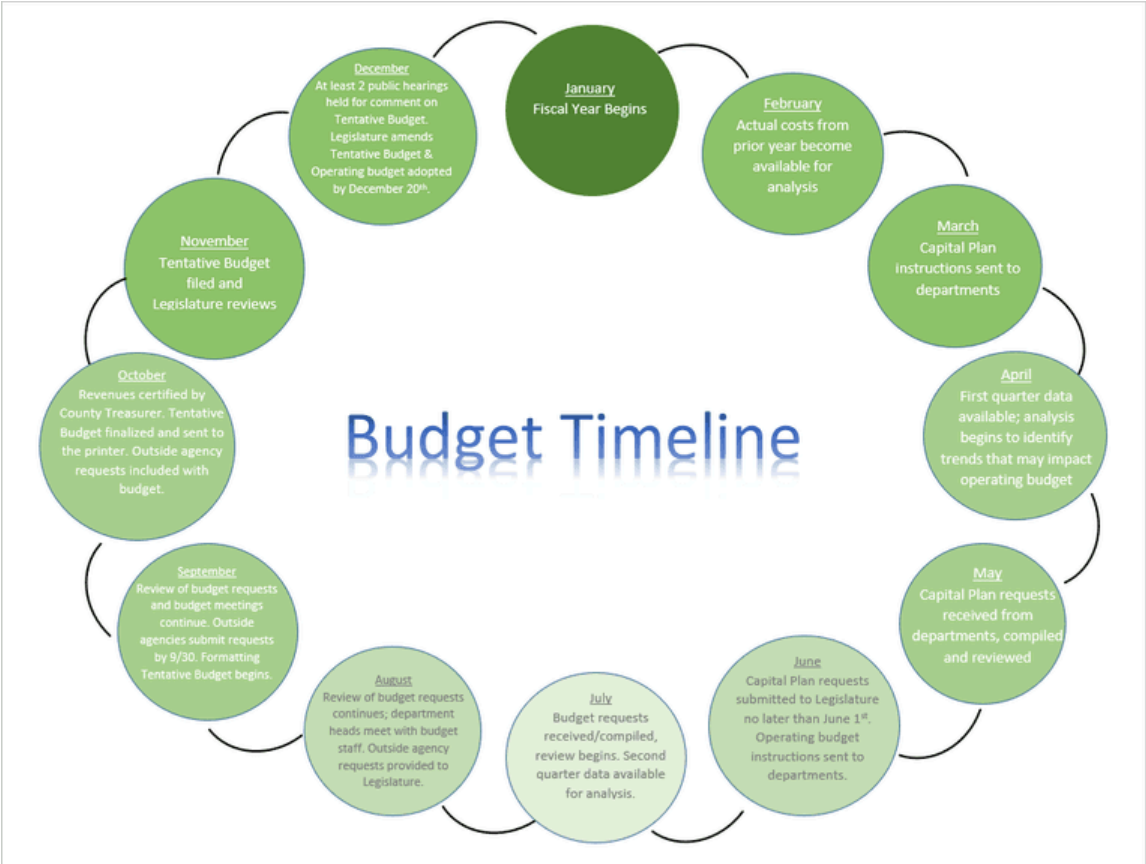 Budget Timeline
January
Fiscal Year Begins
February
Actual costs from
prior year become
available for
analysis
March
Capital Plan
instructions sent to
departments
April
First quarter data
available; analysis
begins to identify
trends that may impact
operating budget
May
Capital Plan requests
received from
departments, compiled
and reviewed
June
Capital Plan requests
submitted to Legislature
no later than June 1st.
Operating budget
instructions sent to
departments.
July
Budget requests
received/compiled,
review begins. Second
quarter data available
for analysis.
August
Review of budget requests
continues; department
heads meet with budget
staff. Outside agency
requests provided to
Legislature.
September
Review of budget requests
and budget meetings
continue. Outside
agencies submit requests
by 9/30. Formatting
Tentative Budget begins.
October
Revenues certified by
County Treasurer. Tentative
Budget finalized and sent to
the printer. Outside agency
requests included with
budget.
November
Tentative Budget
filed and
Legislature reviews
December
At least 2 public hearings
held for comment on
Tentative Budget.
Legislature amends
Tentative Budget &
Operating budget adopted
by December 20th.